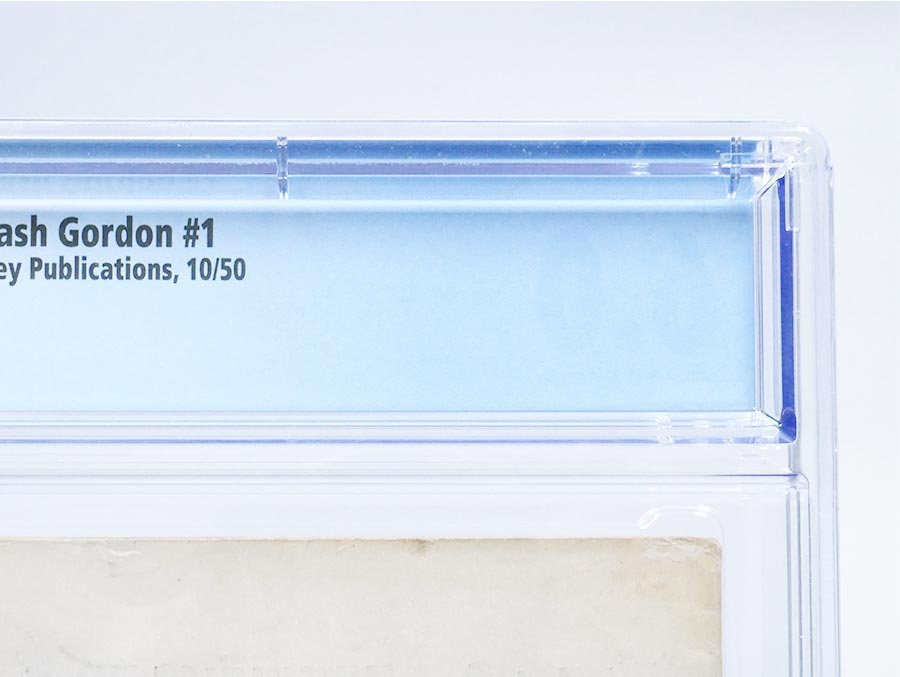 ash Gordon #1
ey Publications, 10/50